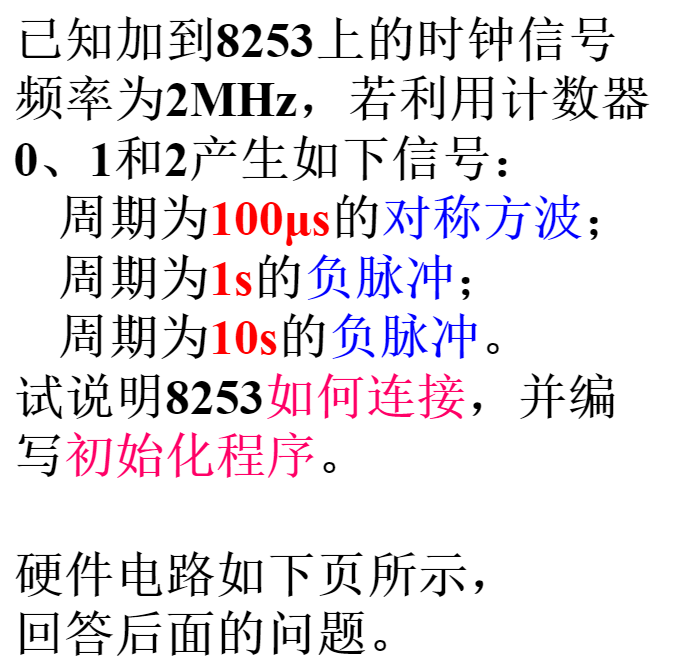 已知加到8253上的时钟信号
频率为2MHz，若利用计数器
0、1和2产生如下信号：
周期为100μs的对称方波；
周期为1s的负脉冲；
周期为10s的负脉冲。
试说明8253如何连接，并编
写初始化程序。
硬件电路如下页所示，
回答后面的问题。